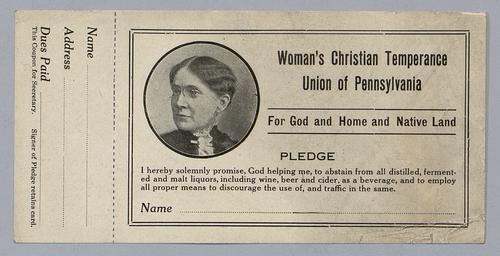 Name
Address
Dues Paid
This Coupon for Secretary. Signer of Pledge retains card.
Woman's Christian Temperance
Union of Pennsylvania
For God and Home and Native Land
PLEDGE
I hereby solemnly promise, God helping me, to abstain from all distilled, ferment-
ed and malt liquors, including wine, beer and cider, as a beverage, and to employ
all proper means to discourage the use of, and traffic in the same.
Name